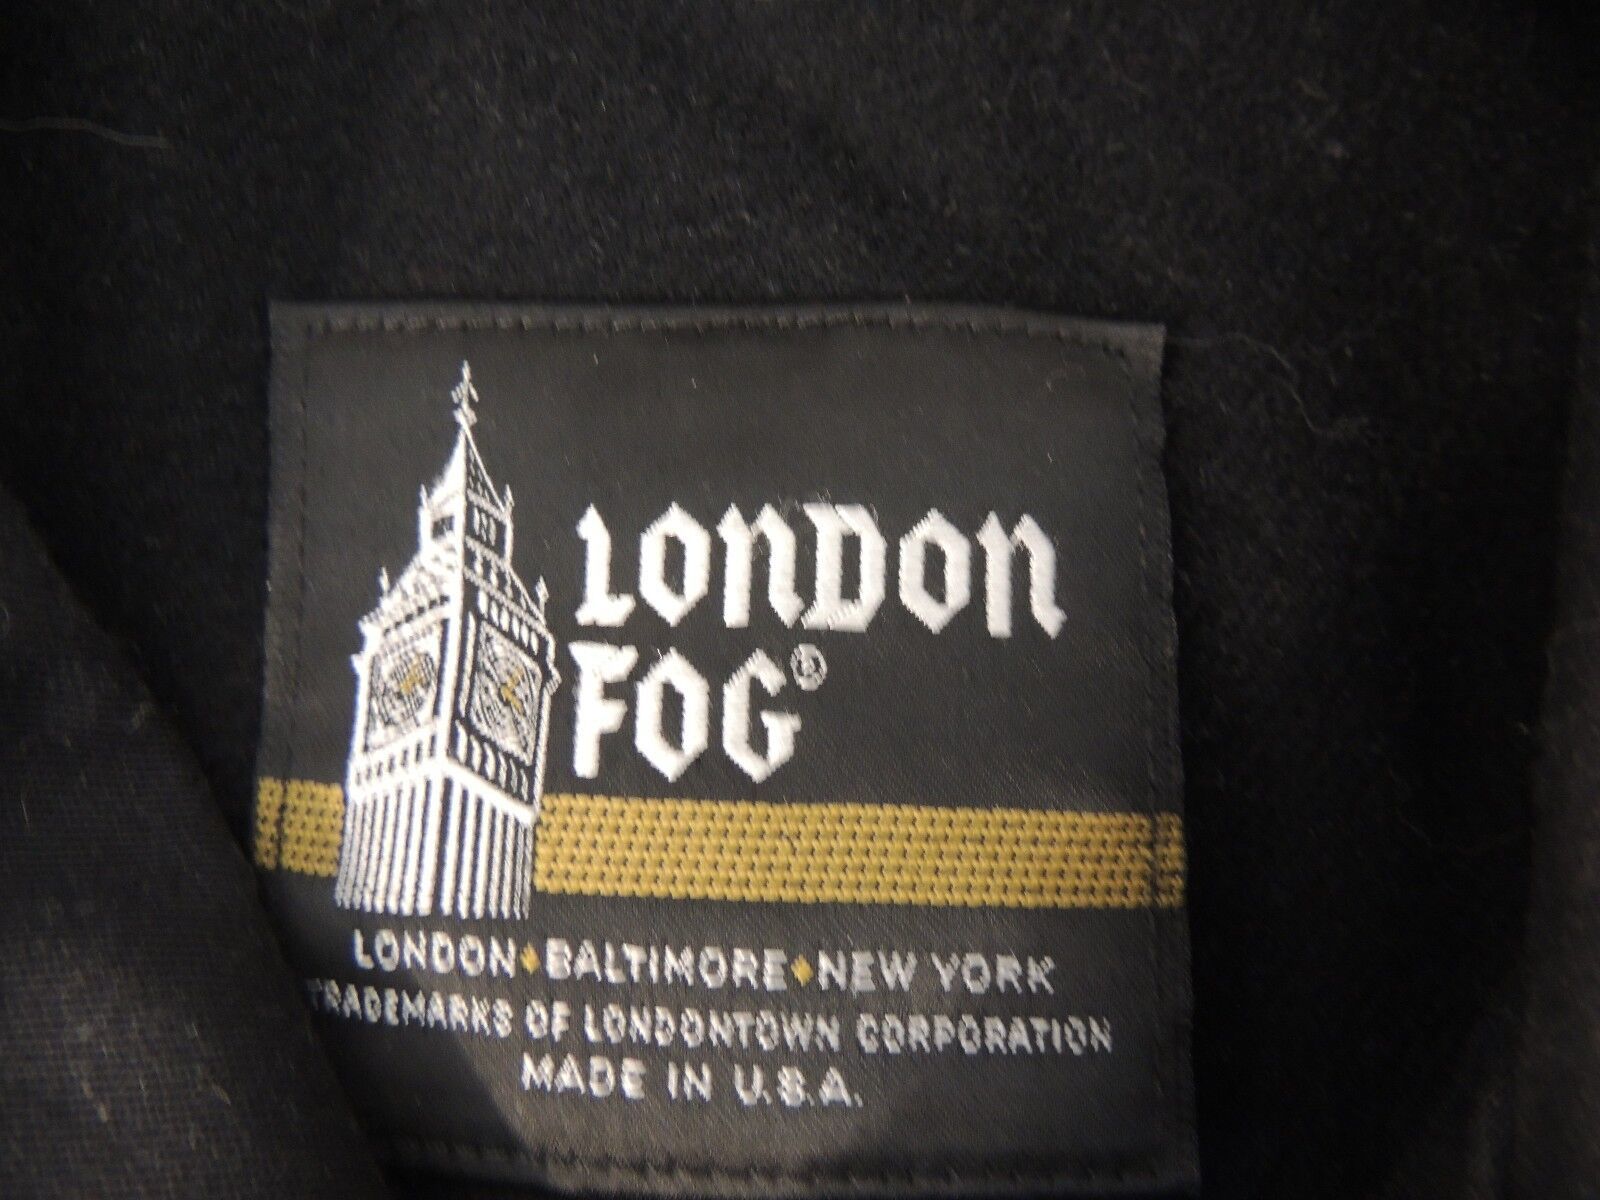 LONDON
FOG®
LONDON♦BALTIMORE♦NEW YORK
TRADEMARKS OF LONDONTOWN CORPORATION
MADE IN U.S.A.